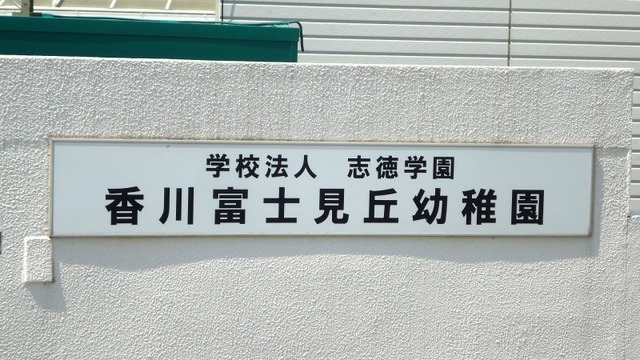 学校法人　志徳学園
香川富士見丘幼稚園